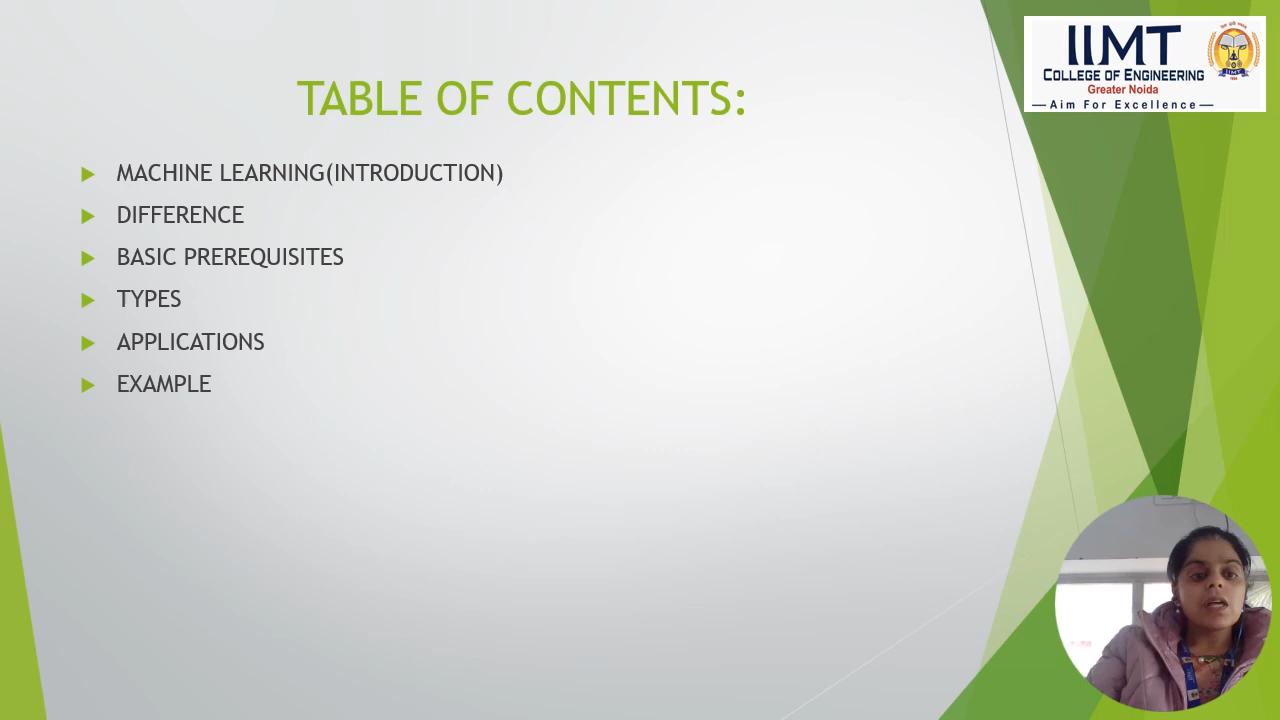 IIMT
COLLEGE OF ENGINEERING
Greater Noida
Aim For Excellence
TABLE OF CONTENTS:
MACHINE LEARNING(INTRODUCTION)
DIFFERENCE
BASIC PREREQUISITES
TYPES
APPLICATIONS
EXAMPLE